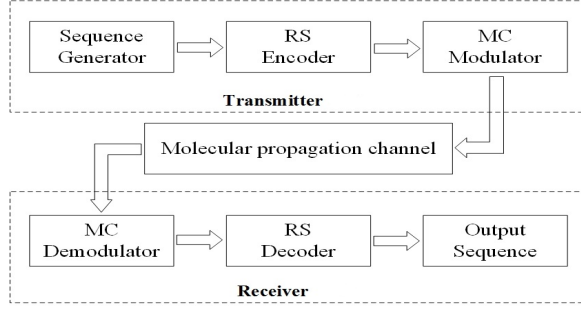 Sequence
Generator
RS
Encoder
MC
Modulator
Transmitter
Molecular propagation channel
MC
Demodulator
RS
Decoder
Output
Sequence
Receiver